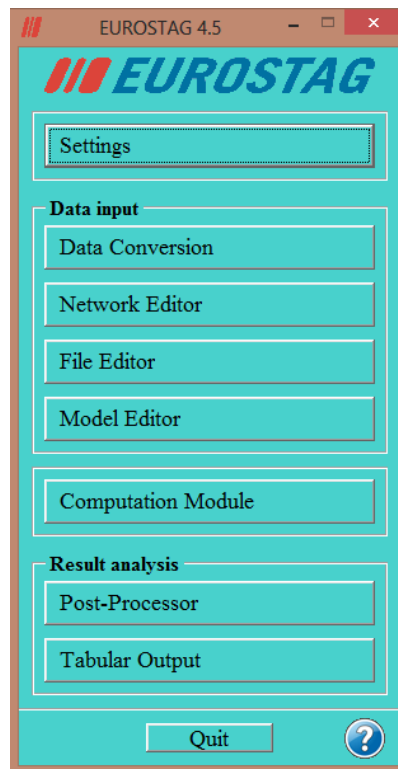 EUROSTAG 4.5
EUROSTAG
Settings
Data input
Data Conversion
Network Editor
File Editor
Model Editor
Computation Module
Result analysis
Post-Processor
Tabular Output
Quit
?